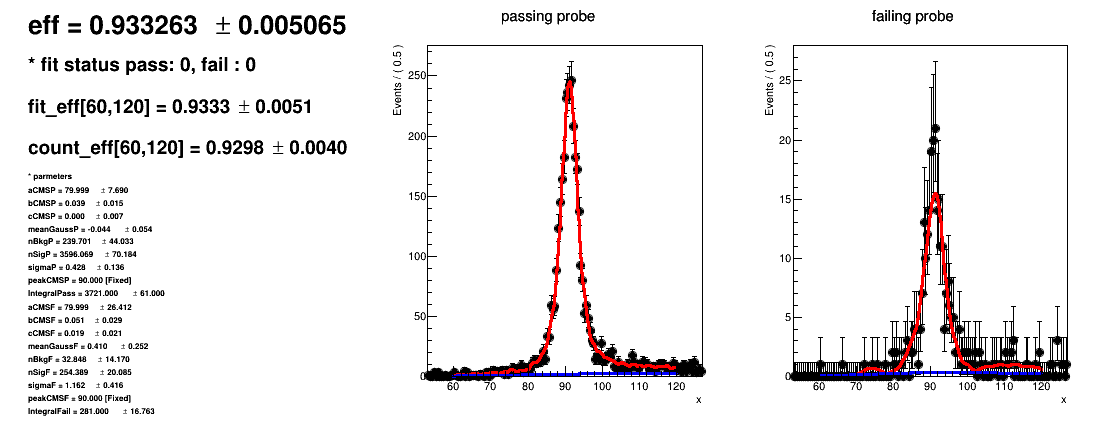 eff = 0.933263 ± 0.005065
* fit status pass: 0, fail : 0
fit_eff[60,120] = 0.9333 ± 0.0051
count_eff[60,120] = 0.9298 ± 0.0040
* parmeters
aCMSP = 79.999 ± 7.690
bCMSP = 0.039 ± 0.015
cCMSP = 0.000 ± 0.007
meanGaussP = -0.044 ± 0.054
nBkgP = 239.701 ± 44.033
nSigP = 3596.069 ± 70.184
sigmaP = 0.428 ± 0.136
peakCMSP = 90.000 [Fixed]
IntegralPass = 3721.000 ± 61.000
aCMSF = 79.999 ± 26.412
bCMSF = 0.051 ± 0.029
cCMSF = 0.019 ± 0.021
meanGaussF = 0.410 ± 0.252
nBkgF = 32.848 ± 14.170
nSigF = 254.389 ± 20.085
sigmaF = 1.162 ± 0.416
peakCMSF = 90.000 [Fixed]
IntegralFail = 281.000 ± 16.763
passing probe
Events / ( 0.5 )
250
200
150
100
50
0
60 70 80 90 100 110 120
x
failing probe
Events / ( 0.5 )
25
20
15
10
5
0
60 70 80 90 100 110 120
x